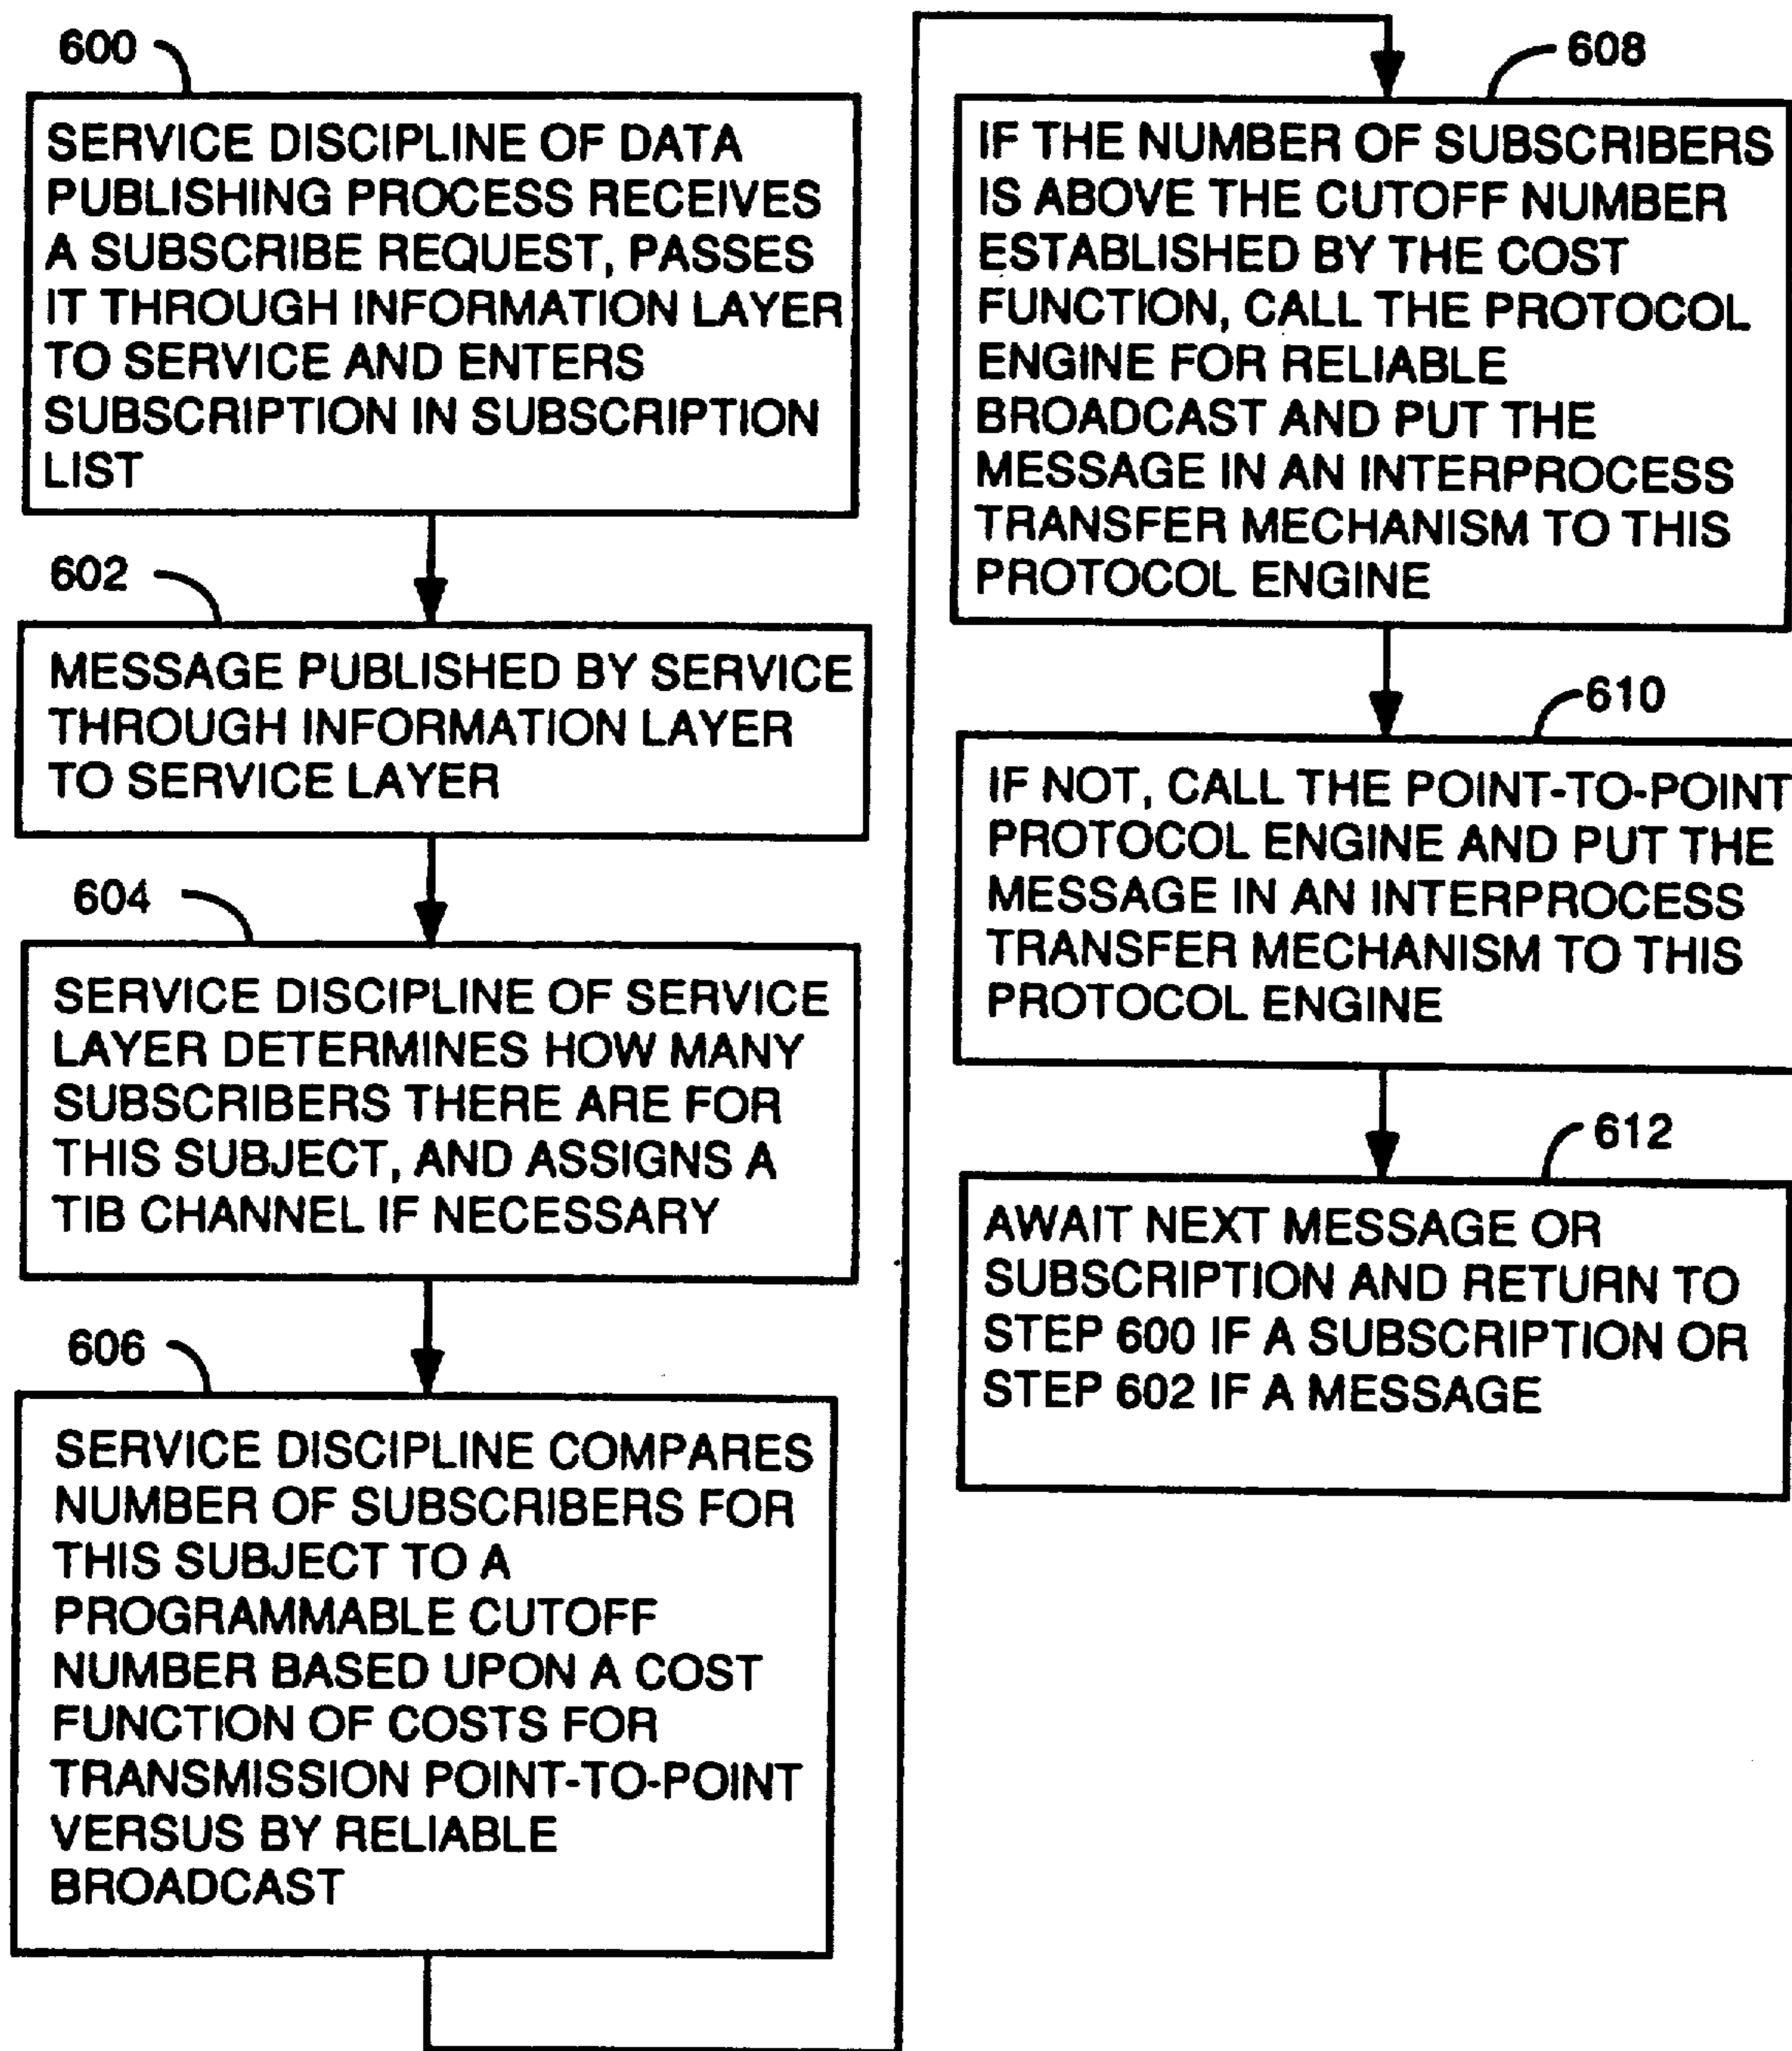 600
SERVICE DISCIPLINE OF DATA
PUBLISHING PROCESS RECEIVES
A SUBSCRIBE REQUEST, PASSES
IT THROUGH INFORMATION LAYER
TO SERVICE AND ENTERS
SUBSCRIPTION IN SUBSCRIPTION
LIST
602
MESSAGE PUBLISHED BY SERVICE
THROUGH INFORMATION LAYER
TO SERVICE LAYER
604
SERVICE DISCIPLINE OF SERVICE
LAYER DETERMINES HOW MANY
SUBSCRIBERS THERE ARE FOR
THIS SUBJECT, AND ASSIGNS A
TIB CHANNEL IF NECESSARY
606
SERVICE DISCIPLINE COMPARES
NUMBER OF SUBSCRIBERS FOR
THIS SUBJECT TO A
PROGRAMMABLE CUTOFF
NUMBER BASED UPON A COST
FUNCTION OF COSTS FOR
TRANSMISSION POINT-TO-POINT
VERSUS BY RELIABLE
BROADCAST
608
IF THE NUMBER OF SUBSCRIBERS
IS ABOVE THE CUTOFF NUMBER
ESTABLISHED BY THE COST
FUNCTION, CALL THE PROTOCOL
ENGINE FOR RELIABLE
BROADCAST AND PUT THE
MESSAGE IN AN INTERPROCESS
TRANSFER MECHANISM TO THIS
PROTOCOL ENGINE
610
IF NOT, CALL THE POINT-TO-POINT
PROTOCOL ENGINE AND PUT THE
MESSAGE IN AN INTERPROCESS
TRANSFER MECHANISM TO THIS
PROTOCOL ENGINE
612
AWAIT NEXT MESSAGE OR
SUBSCRIPTION AND RETURN TO
STEP 600 IF A SUBSCRIPTION OR
STEP 602 IF A MESSAGE